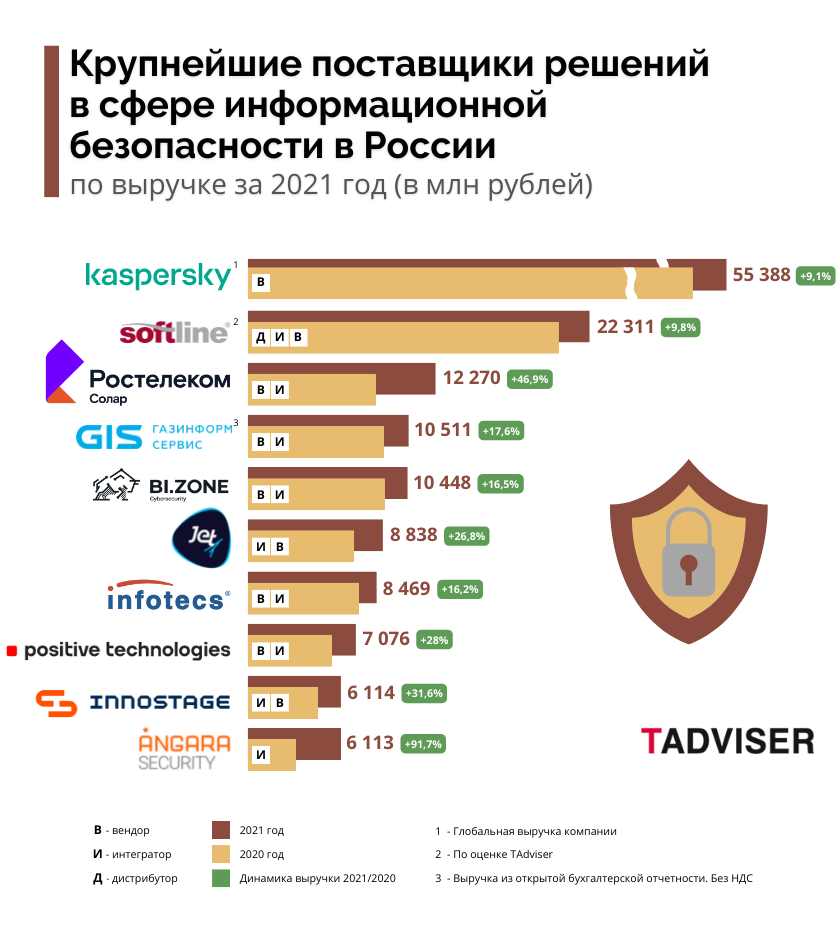 Крупнейшие поставщики решений
в сфере информационной
безопасности в России
по выручке за 2021 год (в млн рублей)
kaspersky 1
В
55 388 +9,1%
softline® 2
Д И В
22 311 +9,8%
Ростелеком
Солар
В И
12 270 +46,9%
GIS ГАЗИНФОРМ 3
СЕРВИС
В И
10 511 +17,6%
BI.ZONE
Cybersecurity
В И
10 448 +16,5%
Jet
И В
8 838 +26,8%
infotecs®
В И
8 469 +16,2%
positive technologies
В И
7 076 +28%
INNOSTAGE
И В
6 114 +31,6%
ANGARA
SECURITY
И
6 113 +91,7%
TADVISER
В - вендор
И - интегратор
Д - дистрибутор
2021 год
2020 год
Динамика выручки 2021/2020
1 - Глобальная выручка компании
2 - По оценке TAdviser
3 - Выручка из открытой бухгалтерской отчетности. Без НДС